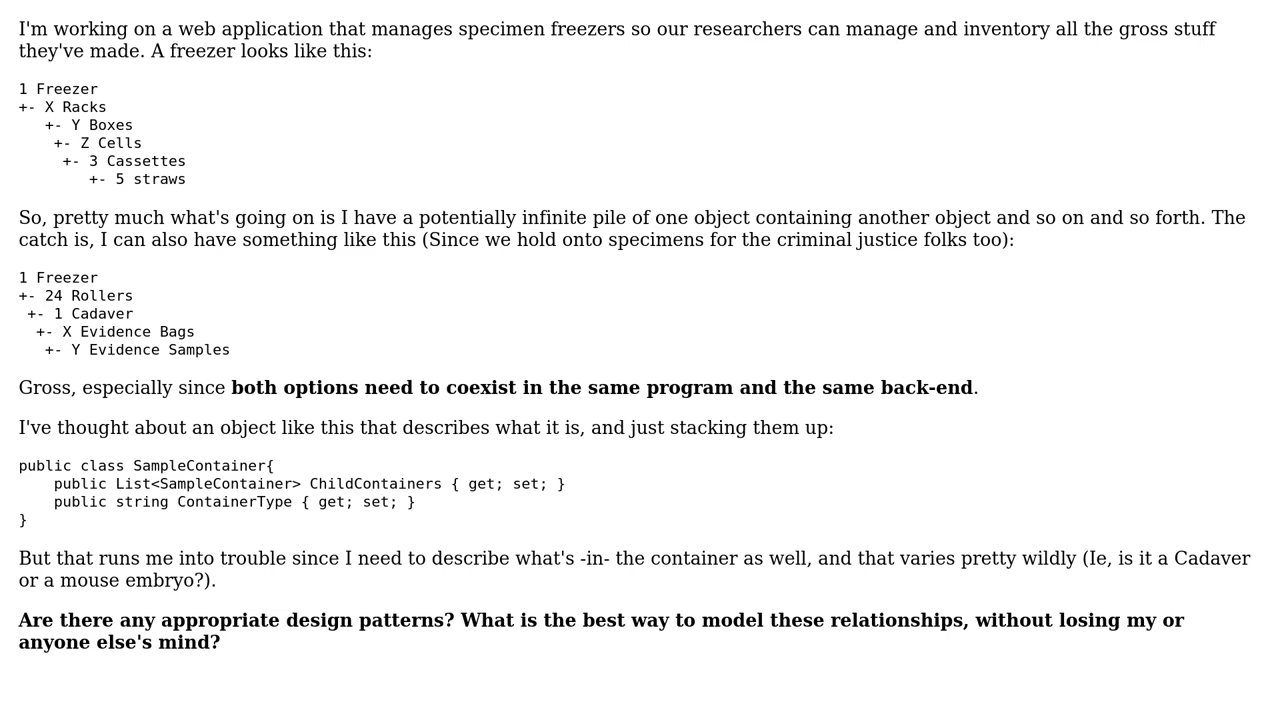 I'm working on a web application that manages specimen freezers so our researchers can manage and inventory all the gross stuff
they've made. A freezer looks like this:
1 Freezer
+- X Racks
   +- Y Boxes
    +- Z Cells
     +- 3 Cassettes
        +- 5 straws
So, pretty much what's going on is I have a potentially infinite pile of one object containing another object and so on and so forth. The
catch is, I can also have something like this (Since we hold onto specimens for the criminal justice folks too):
1 Freezer
+- 24 Rollers
 +- 1 Cadaver
  +- X Evidence Bags
   +- Y Evidence Samples
Gross, especially since both options need to coexist in the same program and the same back-end.
I've thought about an object like this that describes what it is, and just stacking them up:
public class SampleContainer{
    public List<SampleContainer> ChildContainers { get; set; }
    public string ContainerType { get; set; }
}
But that runs me into trouble since I need to describe what's -in- the container as well, and that varies pretty wildly (Ie, is it a Cadaver
or a mouse embryo?).
Are there any appropriate design patterns? What is the best way to model these relationships, without losing my or
anyone else's mind?